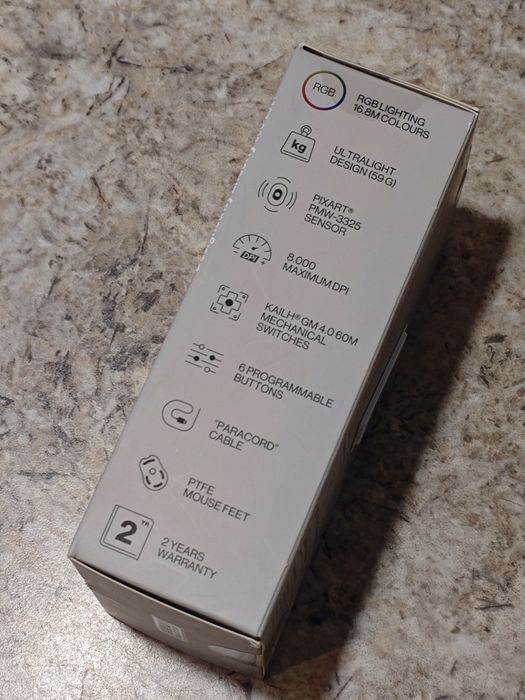 RGB
RGB LIGHTING
16.8M COLOURS
kg
ULTRALIGHT
DESIGN (59 G)
PIXART®
PMW-3325
SENSOR
DPI +
8.000
MAXIMUM DPI
KAILH® GM 4.0 60M
MECHANICAL
SWITCHES
6 PROGRAMMABLE
BUTTONS
"PARACORD"
CABLE
PTFE
MOUSE FEET
2 YR
2 YEARS
WARRANTY